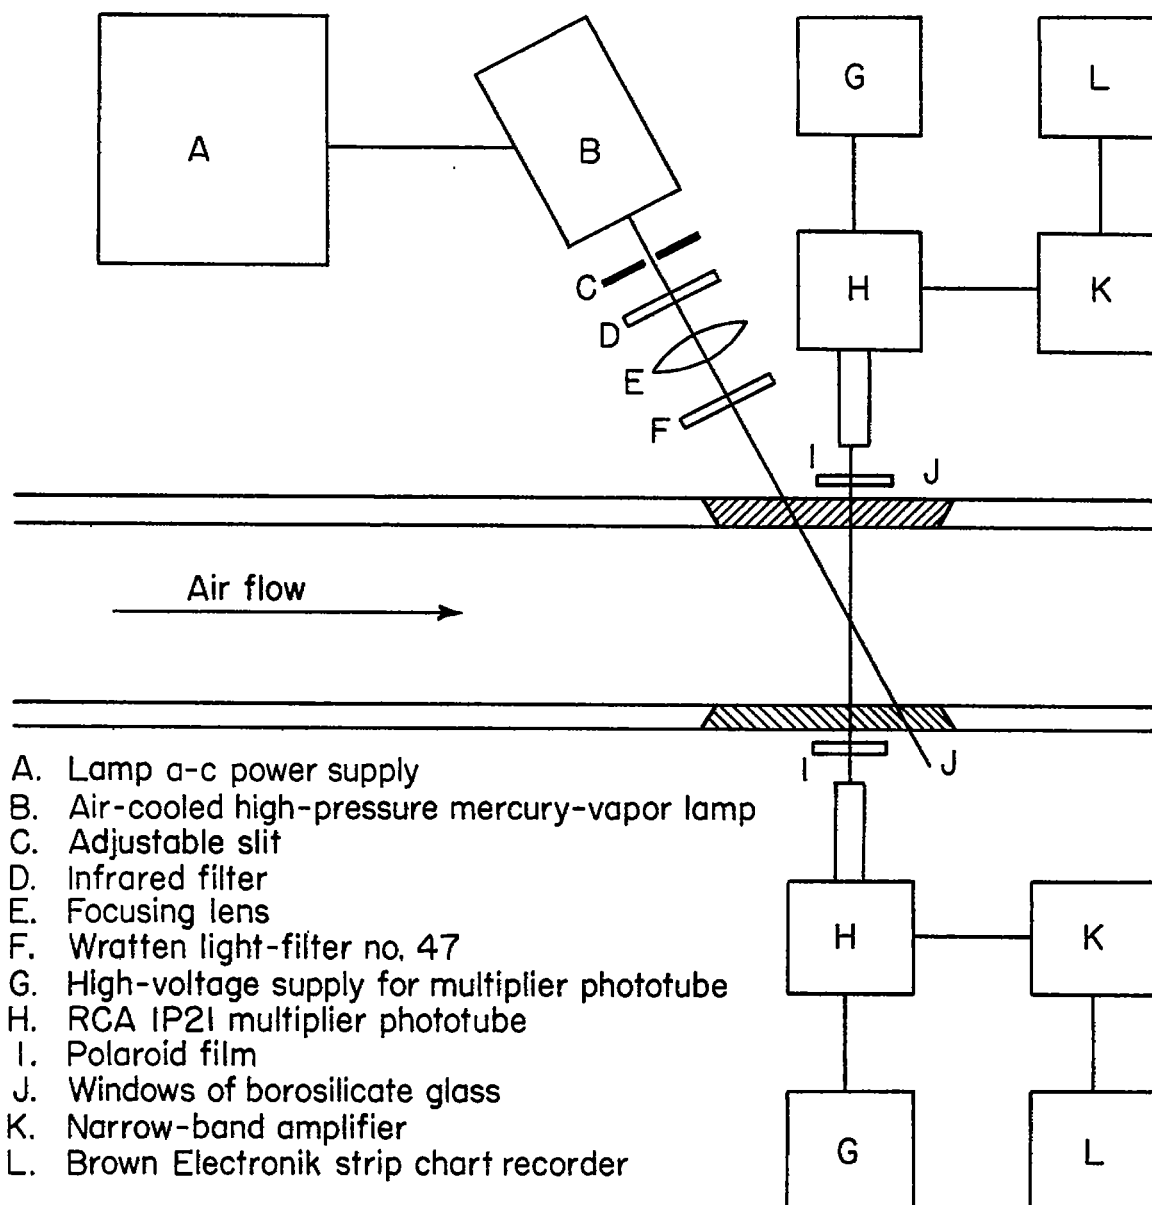 A
B
G
L
H
K
C
D
E
F
I
J
Air flow
I
J
A. Lamp a-c power supply
B. Air-cooled high-pressure mercury-vapor lamp
C. Adjustable slit
D. Infrared filter
E. Focusing lens
F. Wratten light-filter no. 47
G. High-voltage supply for multiplier phototube
H. RCA 1P21 multiplier phototube
I. Polaroid film
J. Windows of borosilicate glass
K. Narrow-band amplifier
L. Brown Electronik strip chart recorder
H
K
G
L